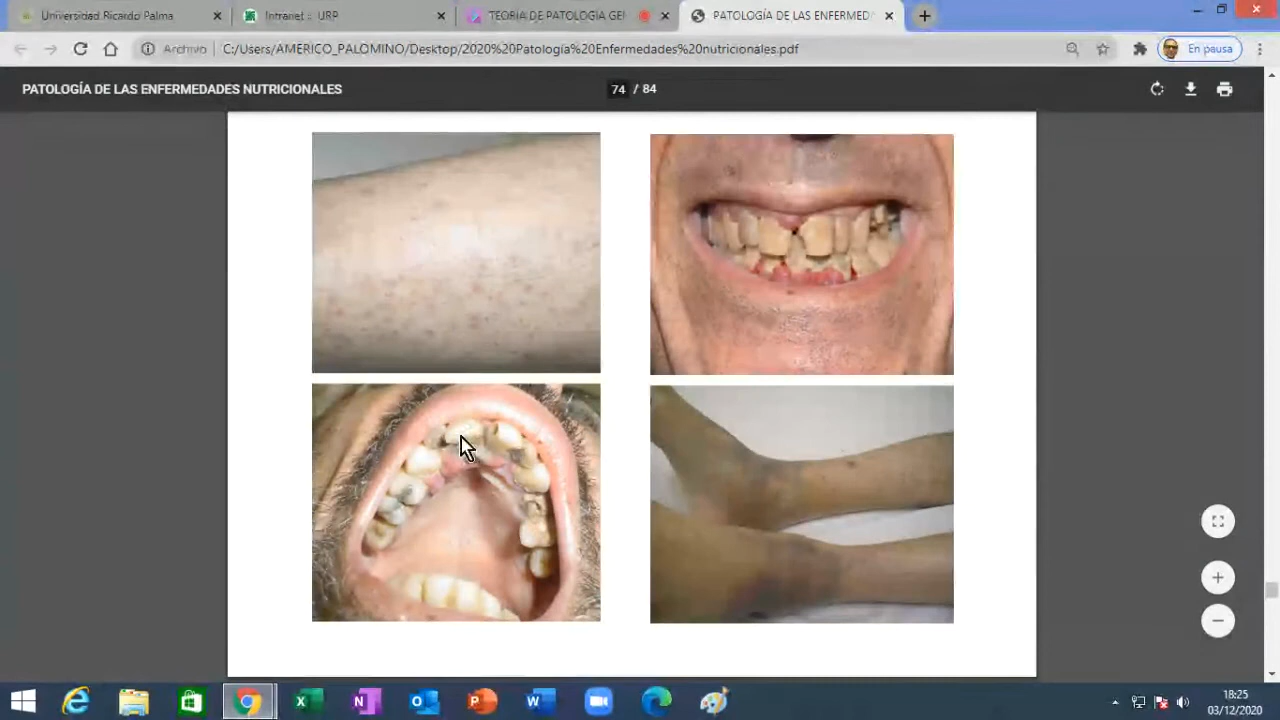 Universidad Ricardo Palma
Intranet :: URP
TEORIA DE PATOLOGIA GEN
PATOLOGÍA DE LAS ENFERMED
Archivo
C:/Users/AMERICO_PALOMINO/Desktop/2020%20Patología%20Enfermedades%20nutricionales.pdf
En pausa
PATOLOGÍA DE LAS ENFERMEDADES NUTRICIONALES
74 / 84
18:25
03/12/2020